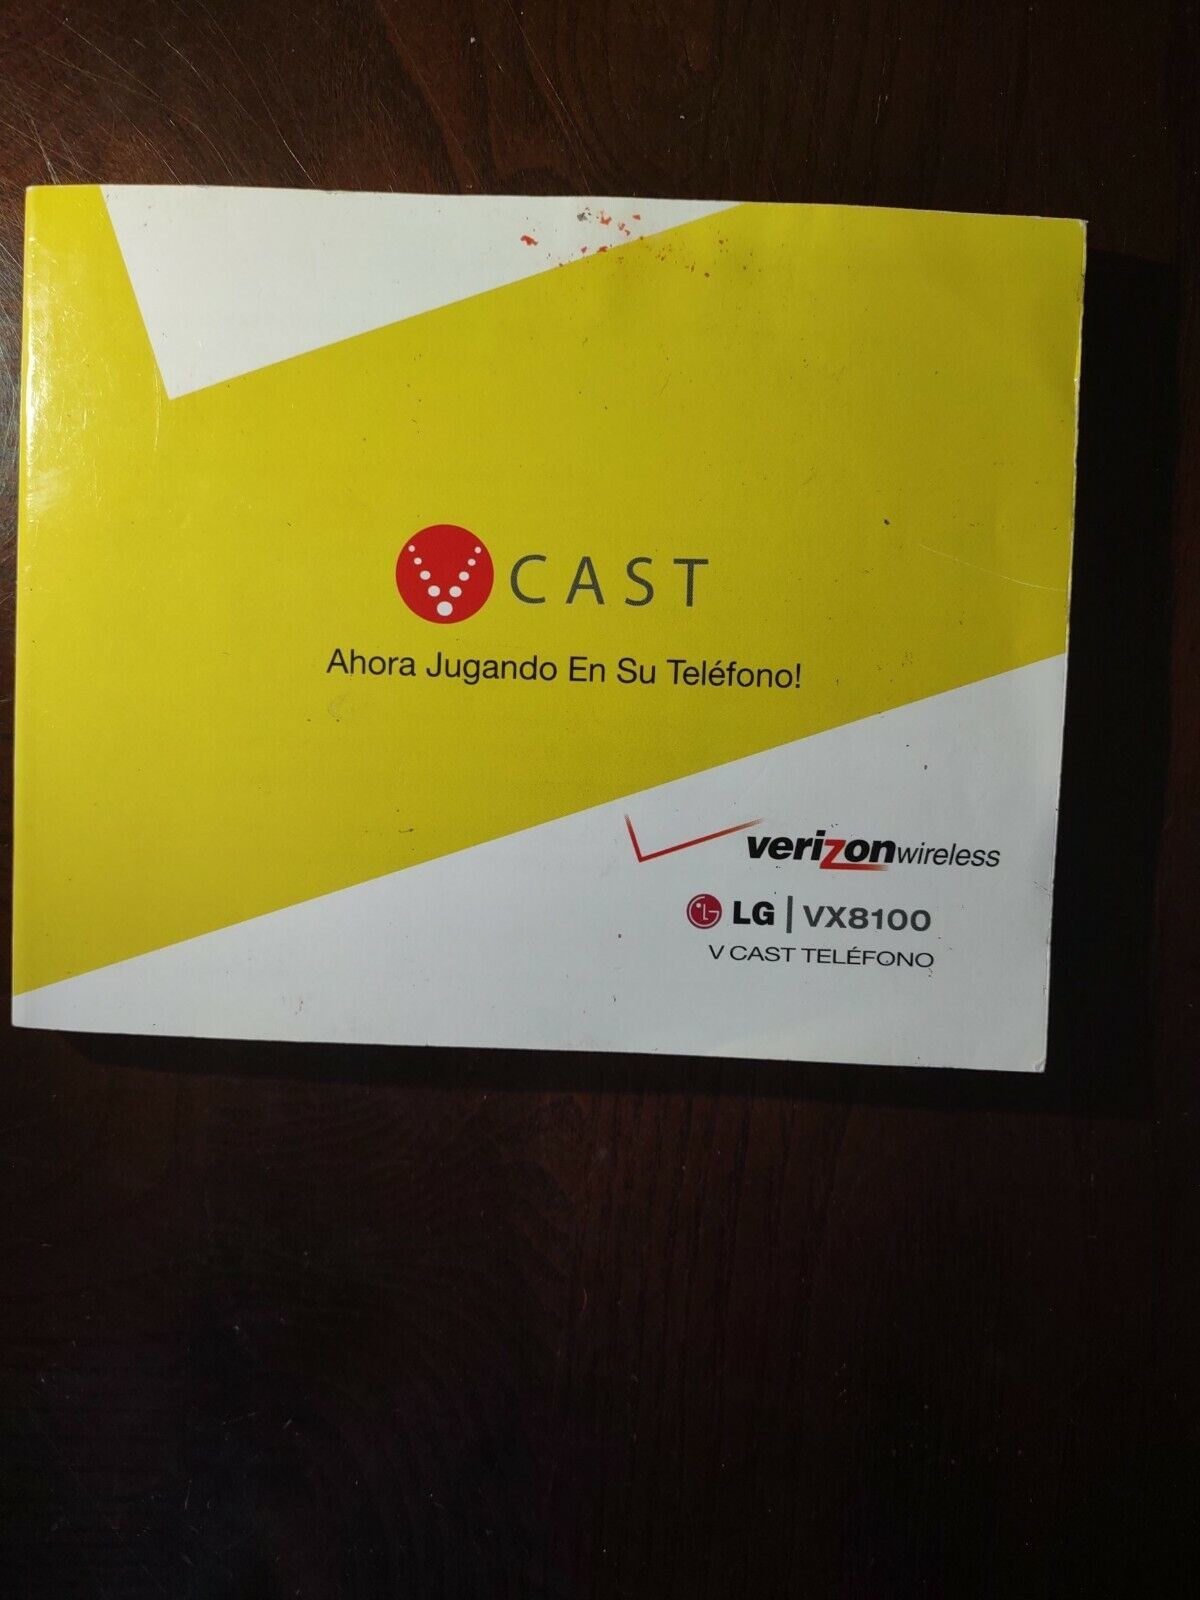 V CAST
Ahora Jugando En Su Teléfono!
verizonwireless
LG | VX8100
V CAST TELÉFONO